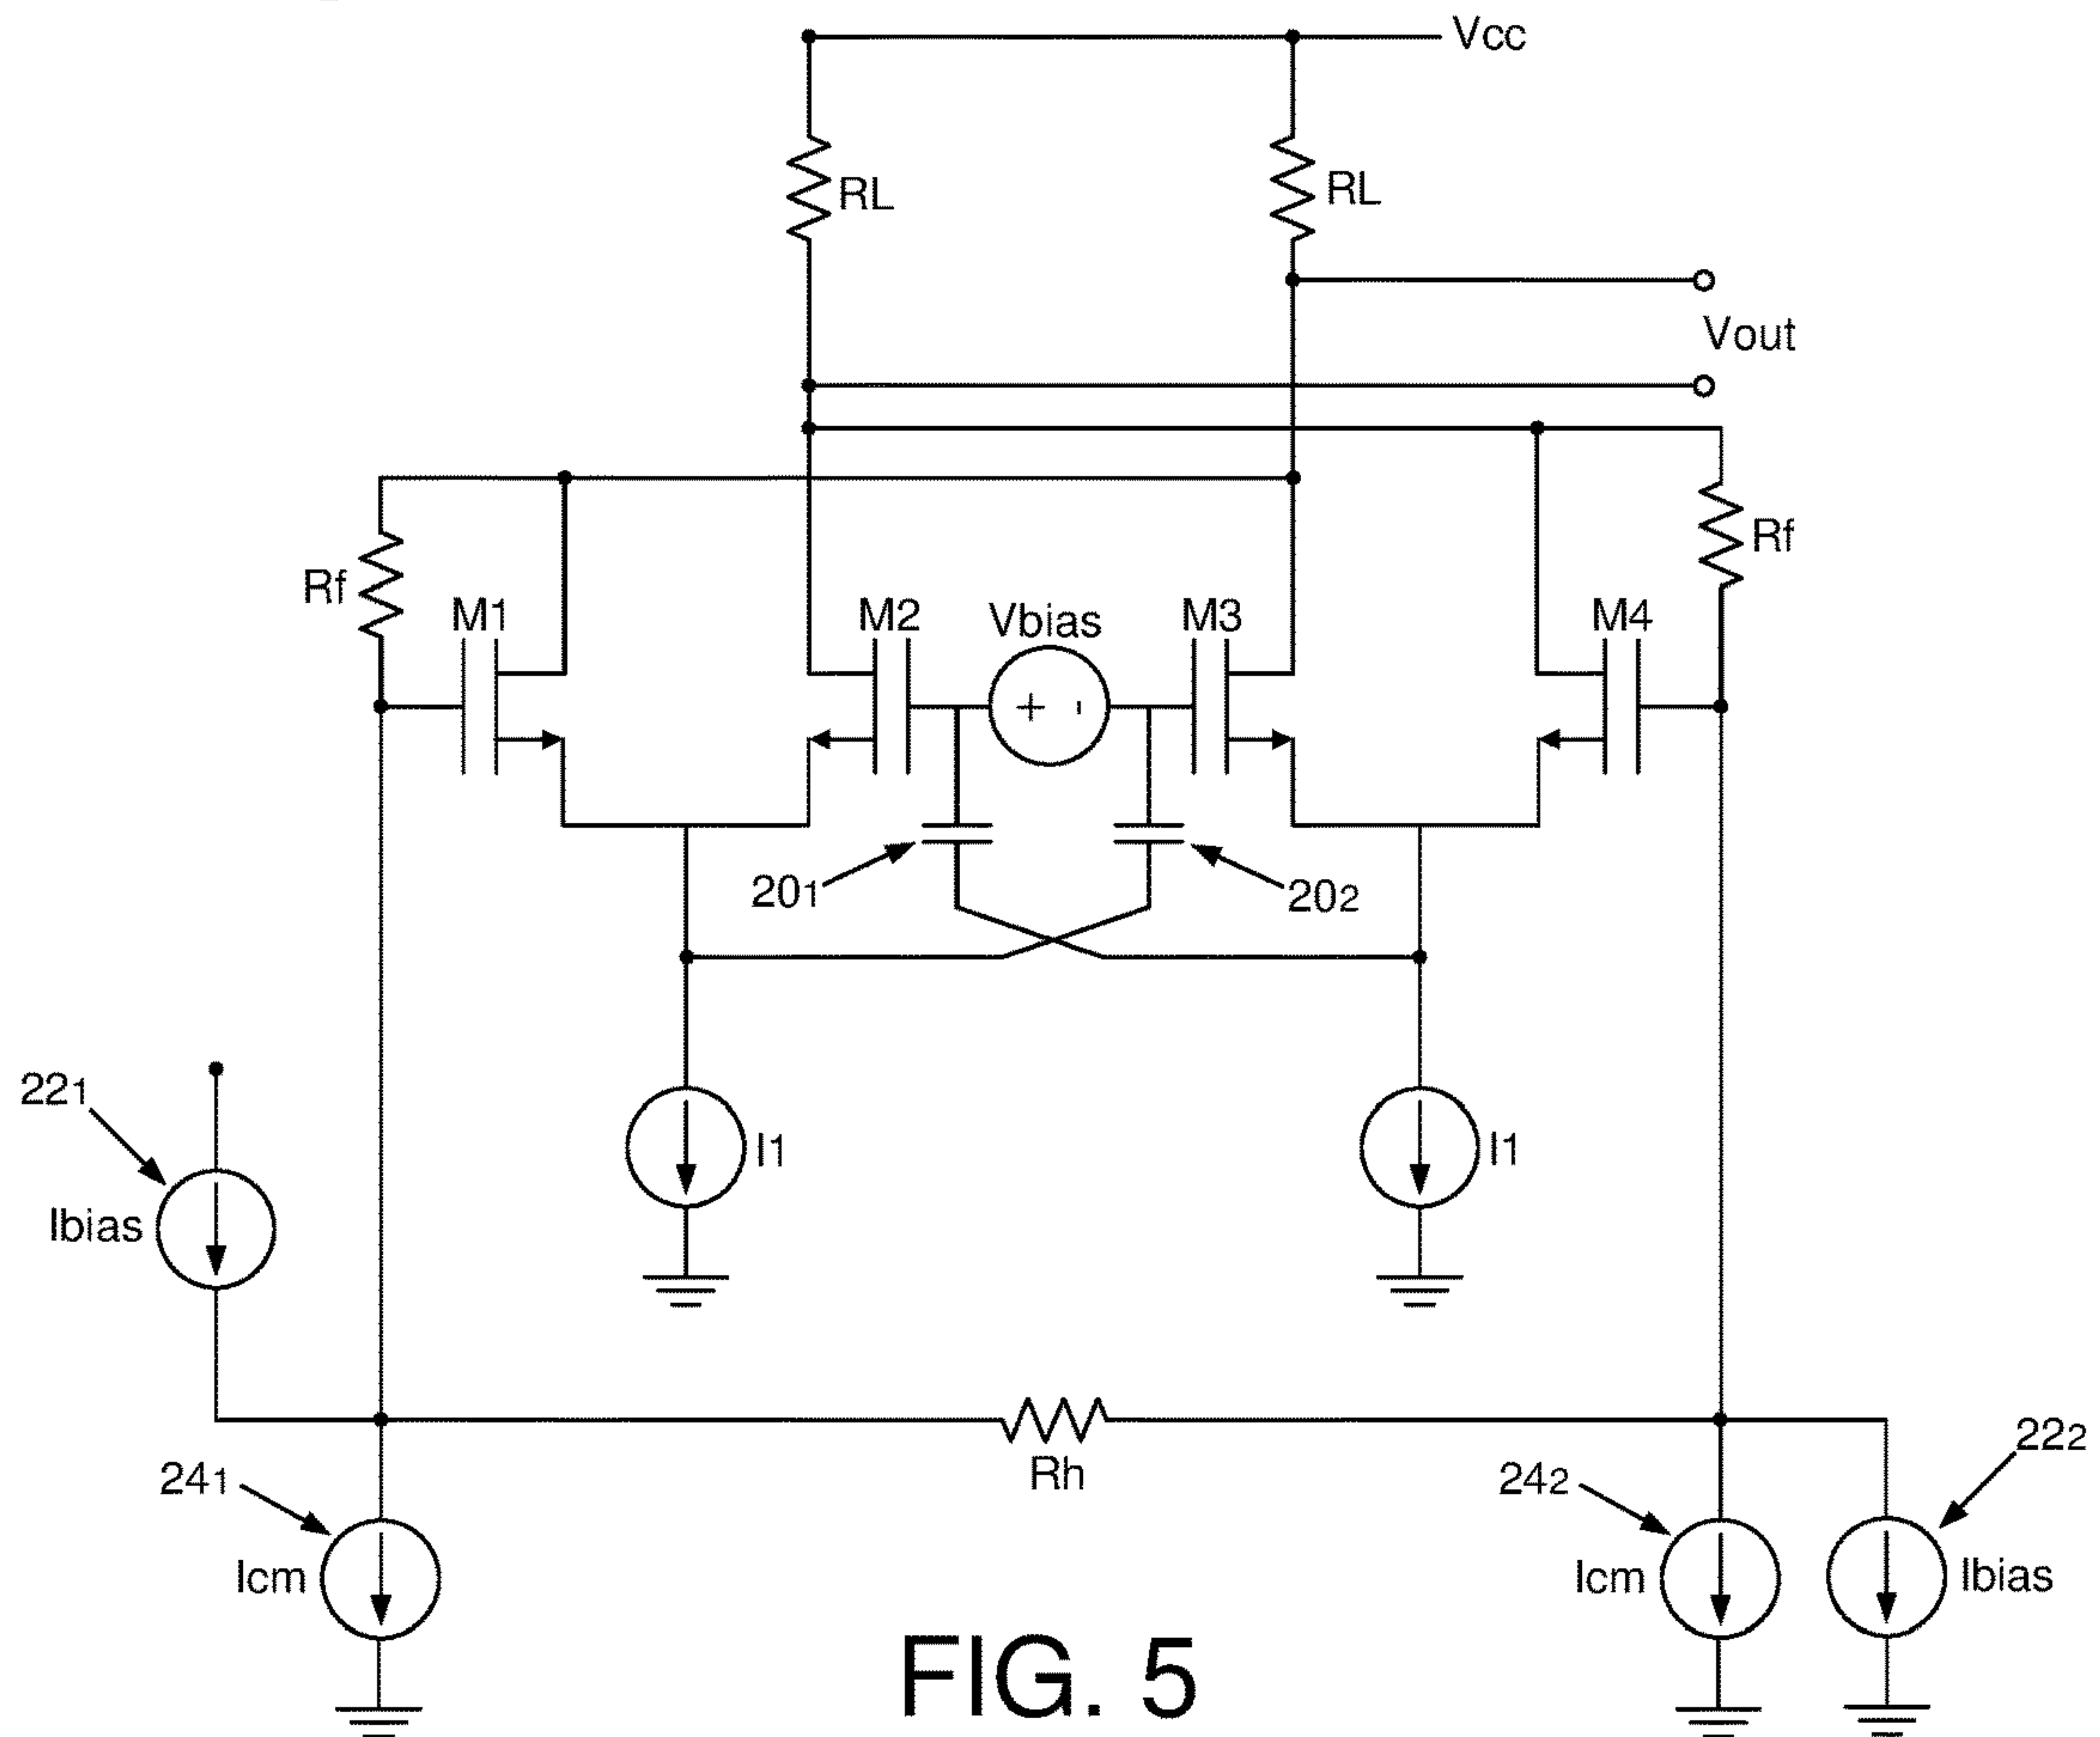 Vcc
RL
RL
Vout
Rf
Rf
M1
M2
Vbias
M3
M4
+ -
201
202
221
I1
I1
Ibias
222
Rh
241
242
Icm
Icm
Ibias
FIG. 5